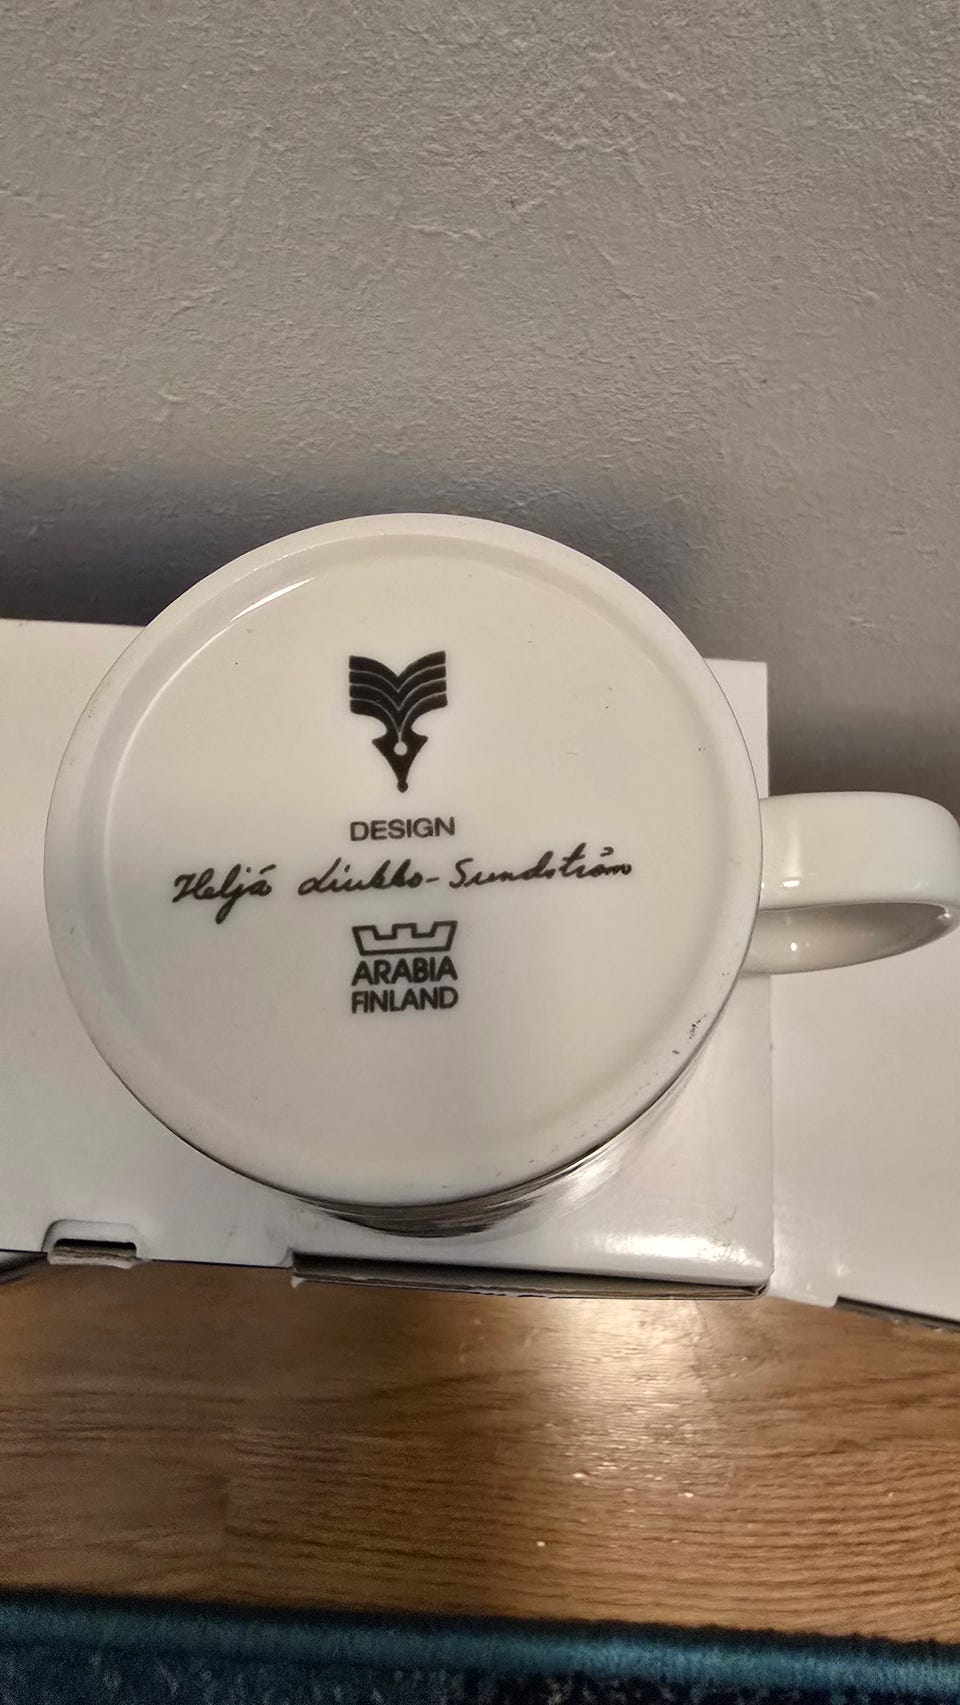 DESIGN
Heljä Liukko-Sundström
ARABIA
FINLAND